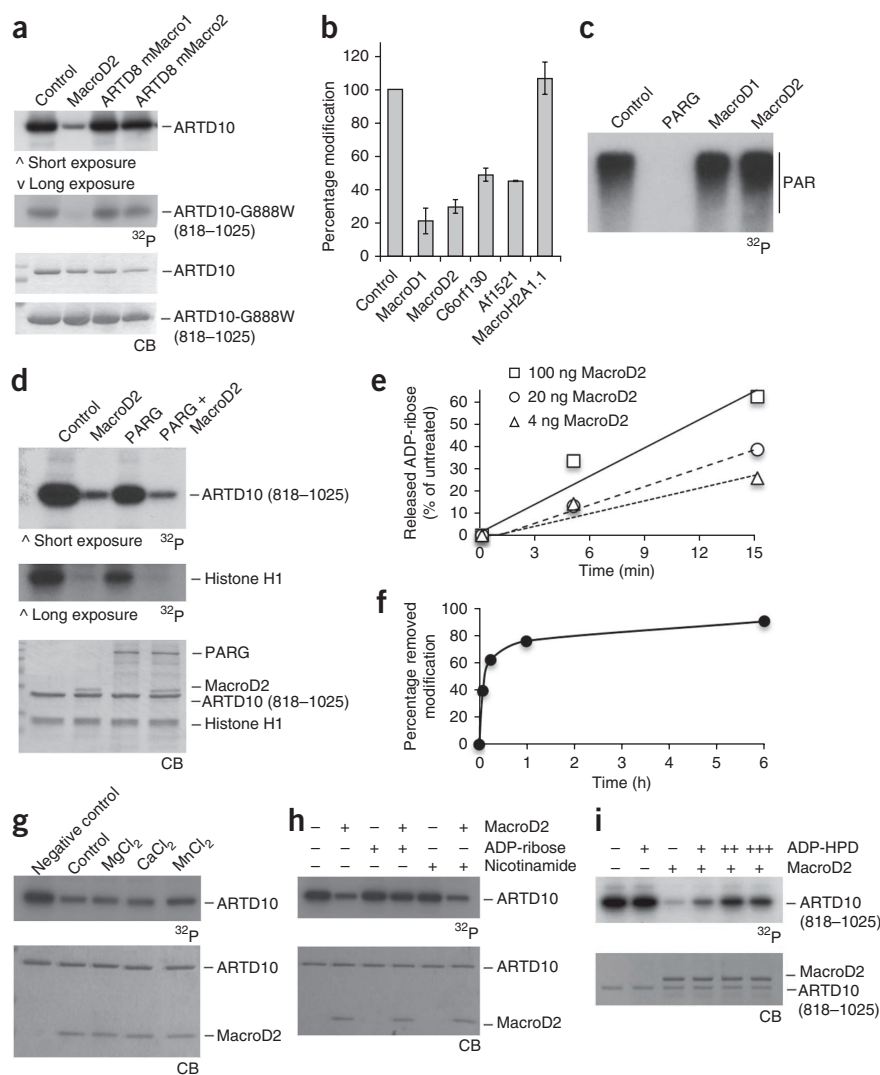 a
Control
MacroD2
ARTD8 mMacro1
ARTD8 mMacro2
ARTD10
^ Short exposure
v Long exposure
ARTD10-G888W
(818–1025)
32P
ARTD10
ARTD10-G888W
(818–1025)
CB
b
Percentage modification
120
100
80
60
40
20
0
Control
MacroD1
MacroD2
C6orf130
Af1521
MacroH2A1.1
c
Control
PARG
MacroD1
MacroD2
PAR
32P
d
Control
MacroD2
PARG
PARG +
MacroD2
ARTD10 (818–1025)
^ Short exposure 32P
Histone H1
^ Long exposure 32P
PARG
MacroD2
ARTD10 (818–1025)
Histone H1
CB
e
100 ng MacroD2
20 ng MacroD2
4 ng MacroD2
Released ADP-ribose
(% of untreated)
60
50
40
30
20
10
0
0 3 6 9 12 15
Time (min)
f
Percentage removed
modification
100
80
60
40
20
0
0 1 2 3 4 5 6
Time (h)
g
Negative control
Control
MgCl2
CaCl2
MnCl2
ARTD10
32P
ARTD10
MacroD2
CB
h
– + – + – + MacroD2
– – + + – – ADP-ribose
– – – – + + Nicotinamide
ARTD10
32P
ARTD10
MacroD2
CB
i
– + – + ++ +++ ADP-HPD
– – + + + + MacroD2
ARTD10
(818–1025)
32P
MacroD2
ARTD10
(818–1025)
CB